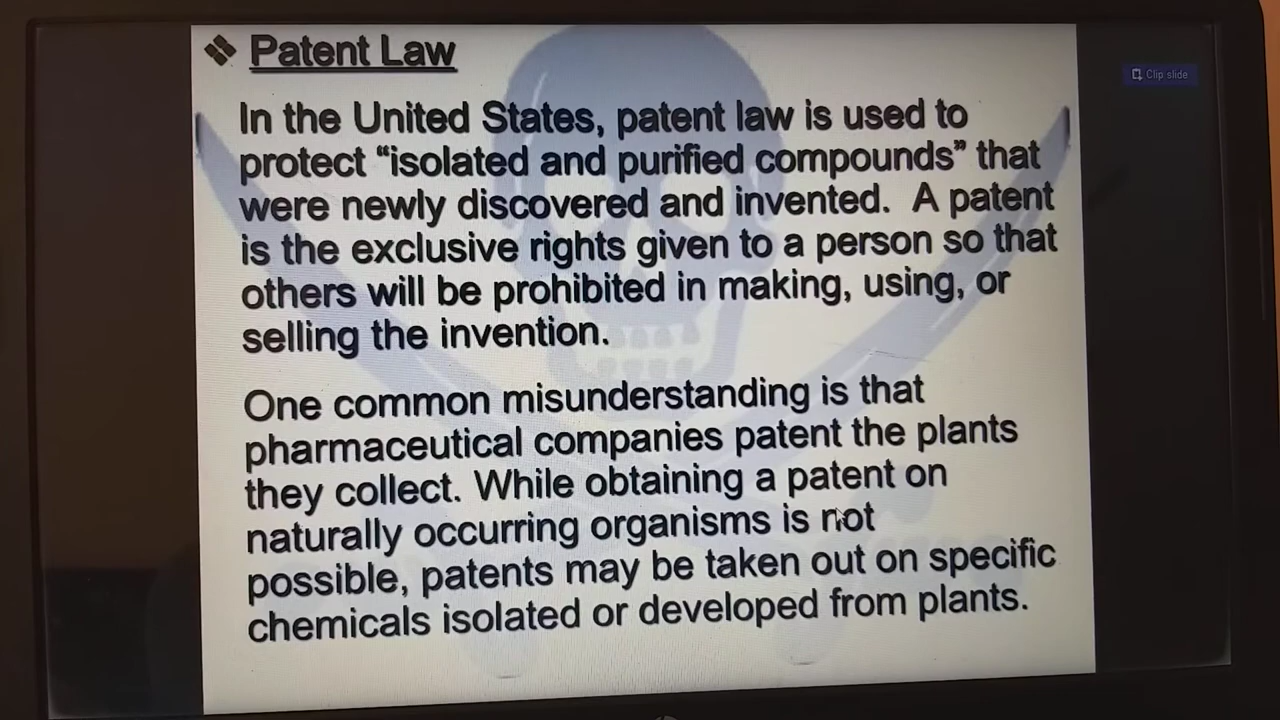 Patent Law
Clip slide
In the United States, patent law is used to
protect “isolated and purified compounds” that
were newly discovered and invented. A patent
is the exclusive rights given to a person so that
others will be prohibited in making, using, or
selling the invention.
One common misunderstanding is that
pharmaceutical companies patent the plants
they collect. While obtaining a patent on
naturally occurring organisms is not
possible, patents may be taken out on specific
chemicals isolated or developed from plants.